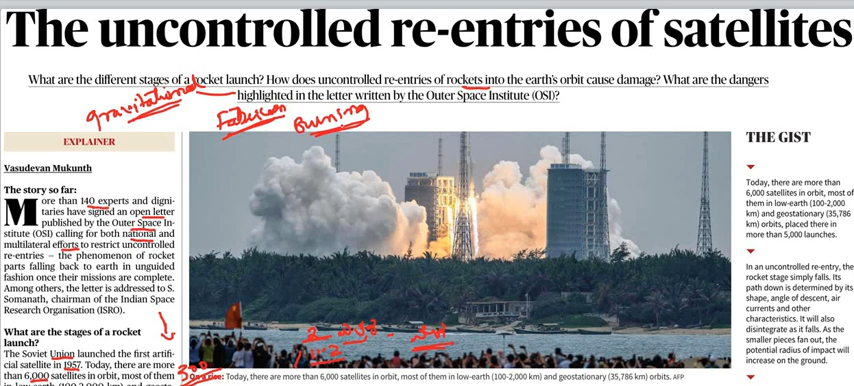 The uncontrolled re-entries of satellites
What are the different stages of a rocket launch? How does uncontrolled re-entries of rockets into the earth's orbit cause damage? What are the dangers
highlighted in the letter written by the Outer Space Institute (OSI)?
gravitational
Burning
EXPLAINER
Vasudevan Mukunth
The story so far:
More than 140 experts and digni-
taries have signed an open letter
published by the Outer Space In-
stitute (OSI) calling for both national and
multilateral efforts to restrict uncontrolled
re-entries — the phenomenon of rocket
parts falling back to earth in unguided
fashion once their missions are complete.
Among others, the letter is addressed to S.
Somanath, chairman of the Indian Space
Research Organisation (ISRO).
What are the stages of a rocket
launch?
The Soviet Union launched the first artifi-
cial satellite in 1957. Today, there are more
than 6,000 satellites in orbit, most of them
300
On a rise: Today, there are more than 6,000 satellites in orbit, most of them in low-earth (100-2,000 km) and geostationary (35,786 km) orbits. AFP
THE GIST
Today, there are more than
6,000 satellites in orbit, most of
them in low-earth (100-2,000
km) and geostationary (35,786
km) orbits, placed there in
more than 5,000 launches.
In an uncontrolled re-entry, the
rocket stage simply falls. Its
path down is determined by its
shape, angle of descent, air
currents and other
characteristics. It will also
disintegrate as it falls. As the
smaller pieces fan out, the
potential radius of impact will
increase on the ground.